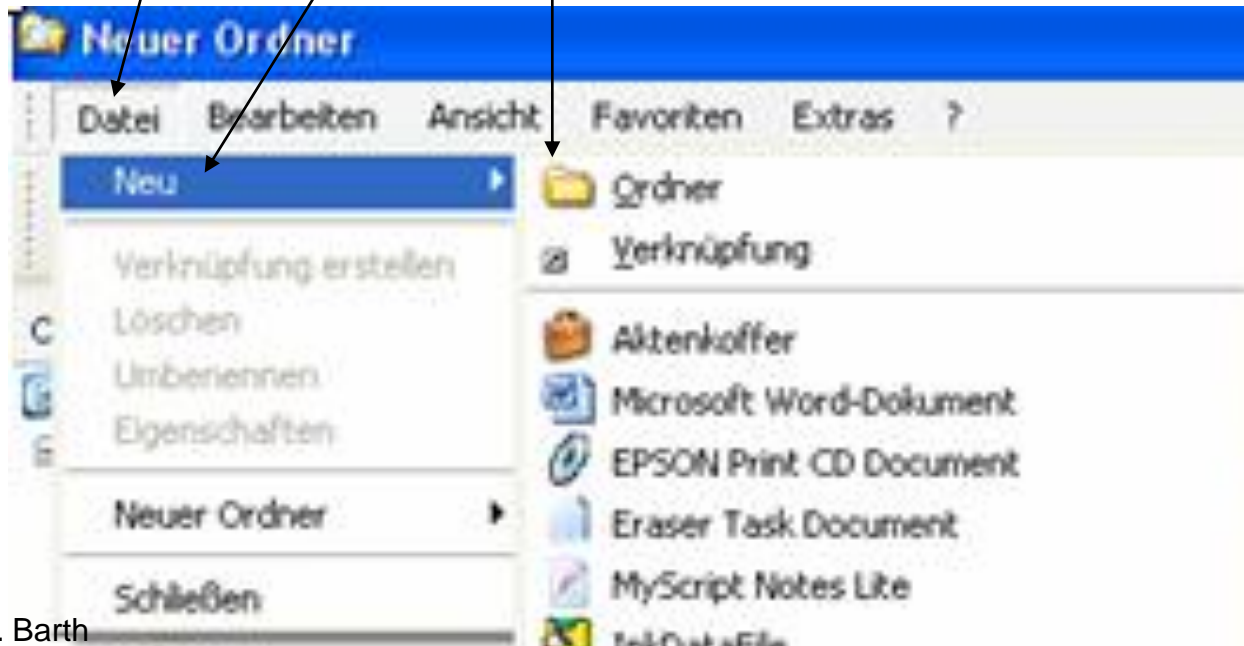 Neuer Ordner
Datei Bearbeiten Ansicht Favoriten Extras ?
Neu
Verknüpfung erstellen
Löschen
Umbenennen
Eigenschaften
Neuer Ordner
Schließen
Ordner
Verknüpfung
Aktenkoffer
Microsoft Word-Dokument
EPSON Print CD Document
Eraser Task Document
MyScript Notes Lite
InkDataFile
. Barth